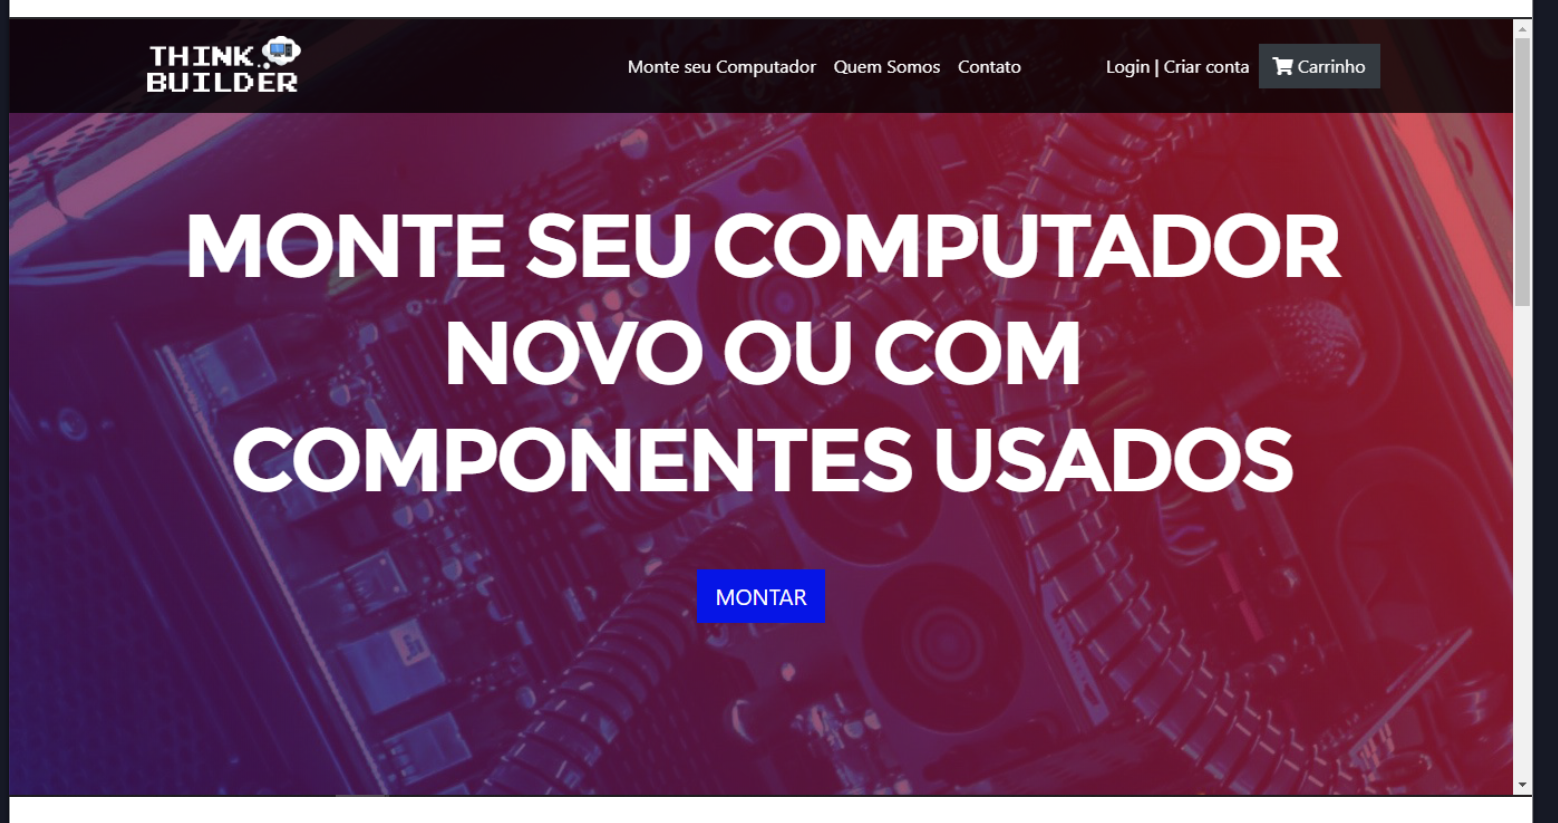 THINK
BUILDER
Monte seu Computador Quem Somos Contato Login | Criar conta Carrinho
MONTE SEU COMPUTADOR
NOVO OU COM
COMPONENTES USADOS
MONTAR